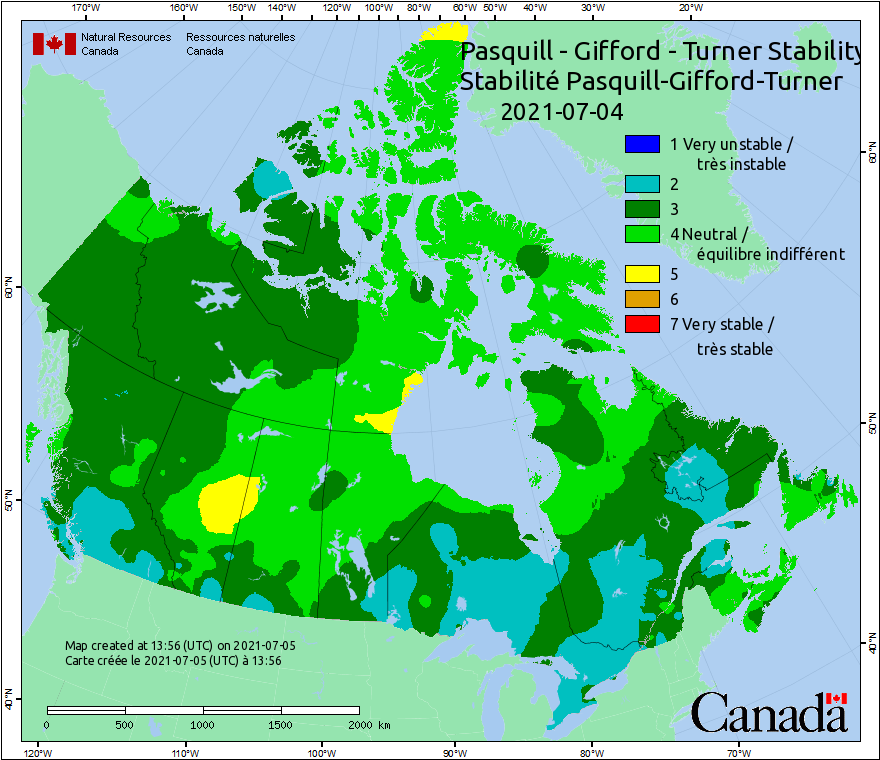 170°W 160°W 150°W 140°W 130°W 120°W 110°W 100°W 90°W 80°W 70°W 60°W 50°W 40°W 30°W 20°W
Natural Resources Canada
Ressources naturelles Canada
Pasquill - Gifford - Turner Stability
Stabilité Pasquill-Gifford-Turner
2021-07-04
1 Very unstable /
très instable
2
3
4 Neutral /
équilibre indifférent
5
6
7 Very stable /
très stable
60°N
50°N
40°N
60°N
50°N
40°N
Map created at 13:56 (UTC) on 2021-07-05
Carte créée le 2021-07-05 (UTC) à 13:56
0 500 1000 1500 2000 km
Canada
120°W 110°W 100°W 90°W 80°W 70°W